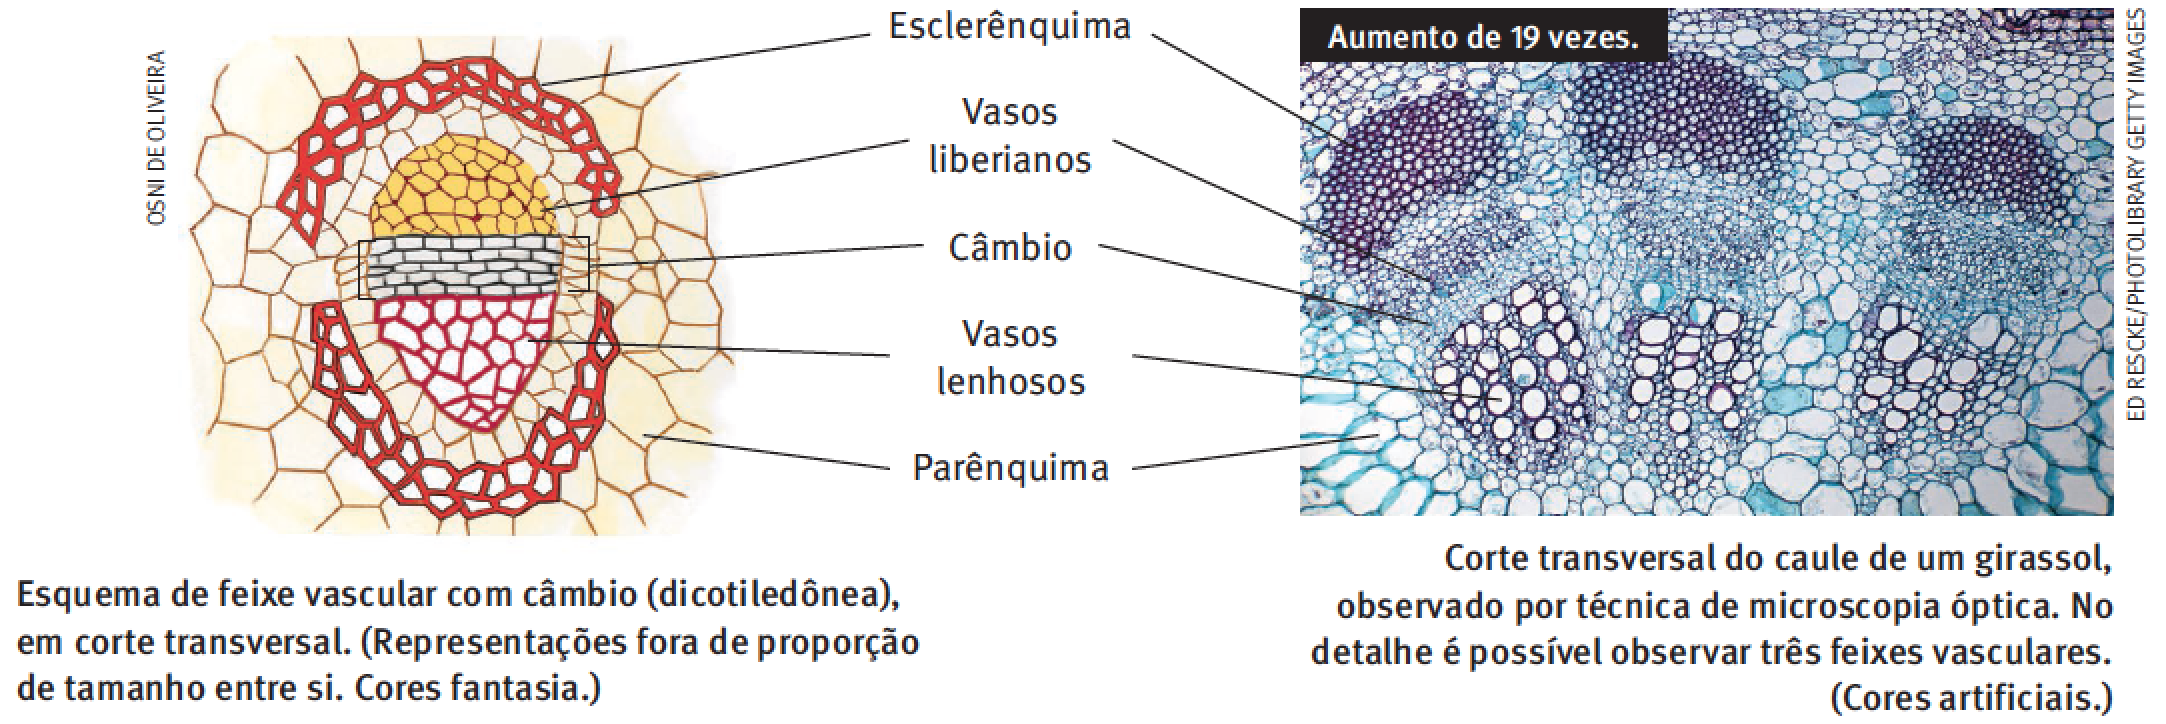 OSNI DE OLIVEIRA
Esclerênquima
Vasos
liberianos
Câmbio
Vasos
lenhosos
Parênquima
Aumento de 19 vezes.
ED RESCKE/PHOTOLIBRARY GETTY IMAGES
Esquema de feixe vascular com câmbio (dicotiledônea),
em corte transversal. (Representações fora de proporção
de tamanho entre si. Cores fantasia.)
Corte transversal do caule de um girassol,
observado por técnica de microscopia óptica. No
detalhe é possível observar três feixes vasculares.
(Cores artificiais.)